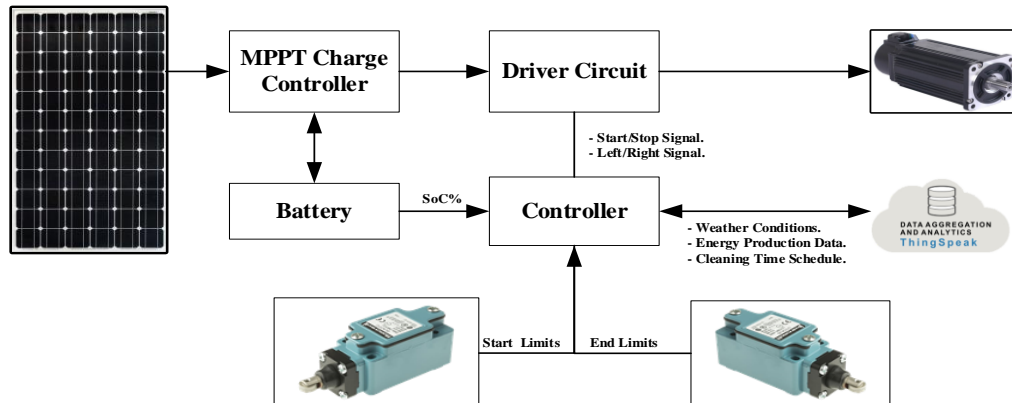 MPPT Charge
Controller
Driver Circuit
- Start/Stop Signal.
- Left/Right Signal.
Battery
SoC%
Controller
- Weather Conditions.
- Energy Production Data.
- Cleaning Time Schedule.
DATA AGGREGATION
AND ANALYTICS
ThingSpeak
Start Limits
End Limits